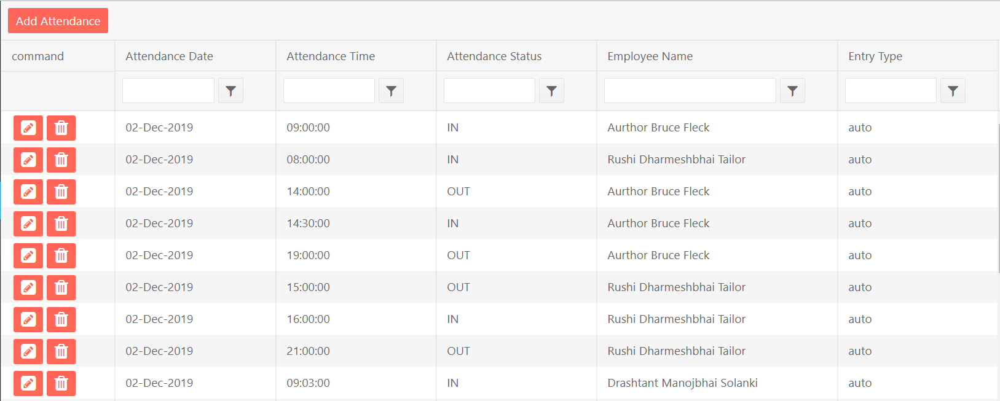 Add Attendance
command Attendance Date Attendance Time Attendance Status Employee Name Entry Type
02-Dec-2019 09:00:00 IN Aurthor Bruce Fleck auto
02-Dec-2019 08:00:00 IN Rushi Dharmeshbhai Tailor auto
02-Dec-2019 14:00:00 OUT Aurthor Bruce Fleck auto
02-Dec-2019 14:30:00 IN Aurthor Bruce Fleck auto
02-Dec-2019 19:00:00 OUT Aurthor Bruce Fleck auto
02-Dec-2019 15:00:00 OUT Rushi Dharmeshbhai Tailor auto
02-Dec-2019 16:00:00 IN Rushi Dharmeshbhai Tailor auto
02-Dec-2019 21:00:00 OUT Rushi Dharmeshbhai Tailor auto
02-Dec-2019 09:03:00 IN Drashtant Manojbhai Solanki auto